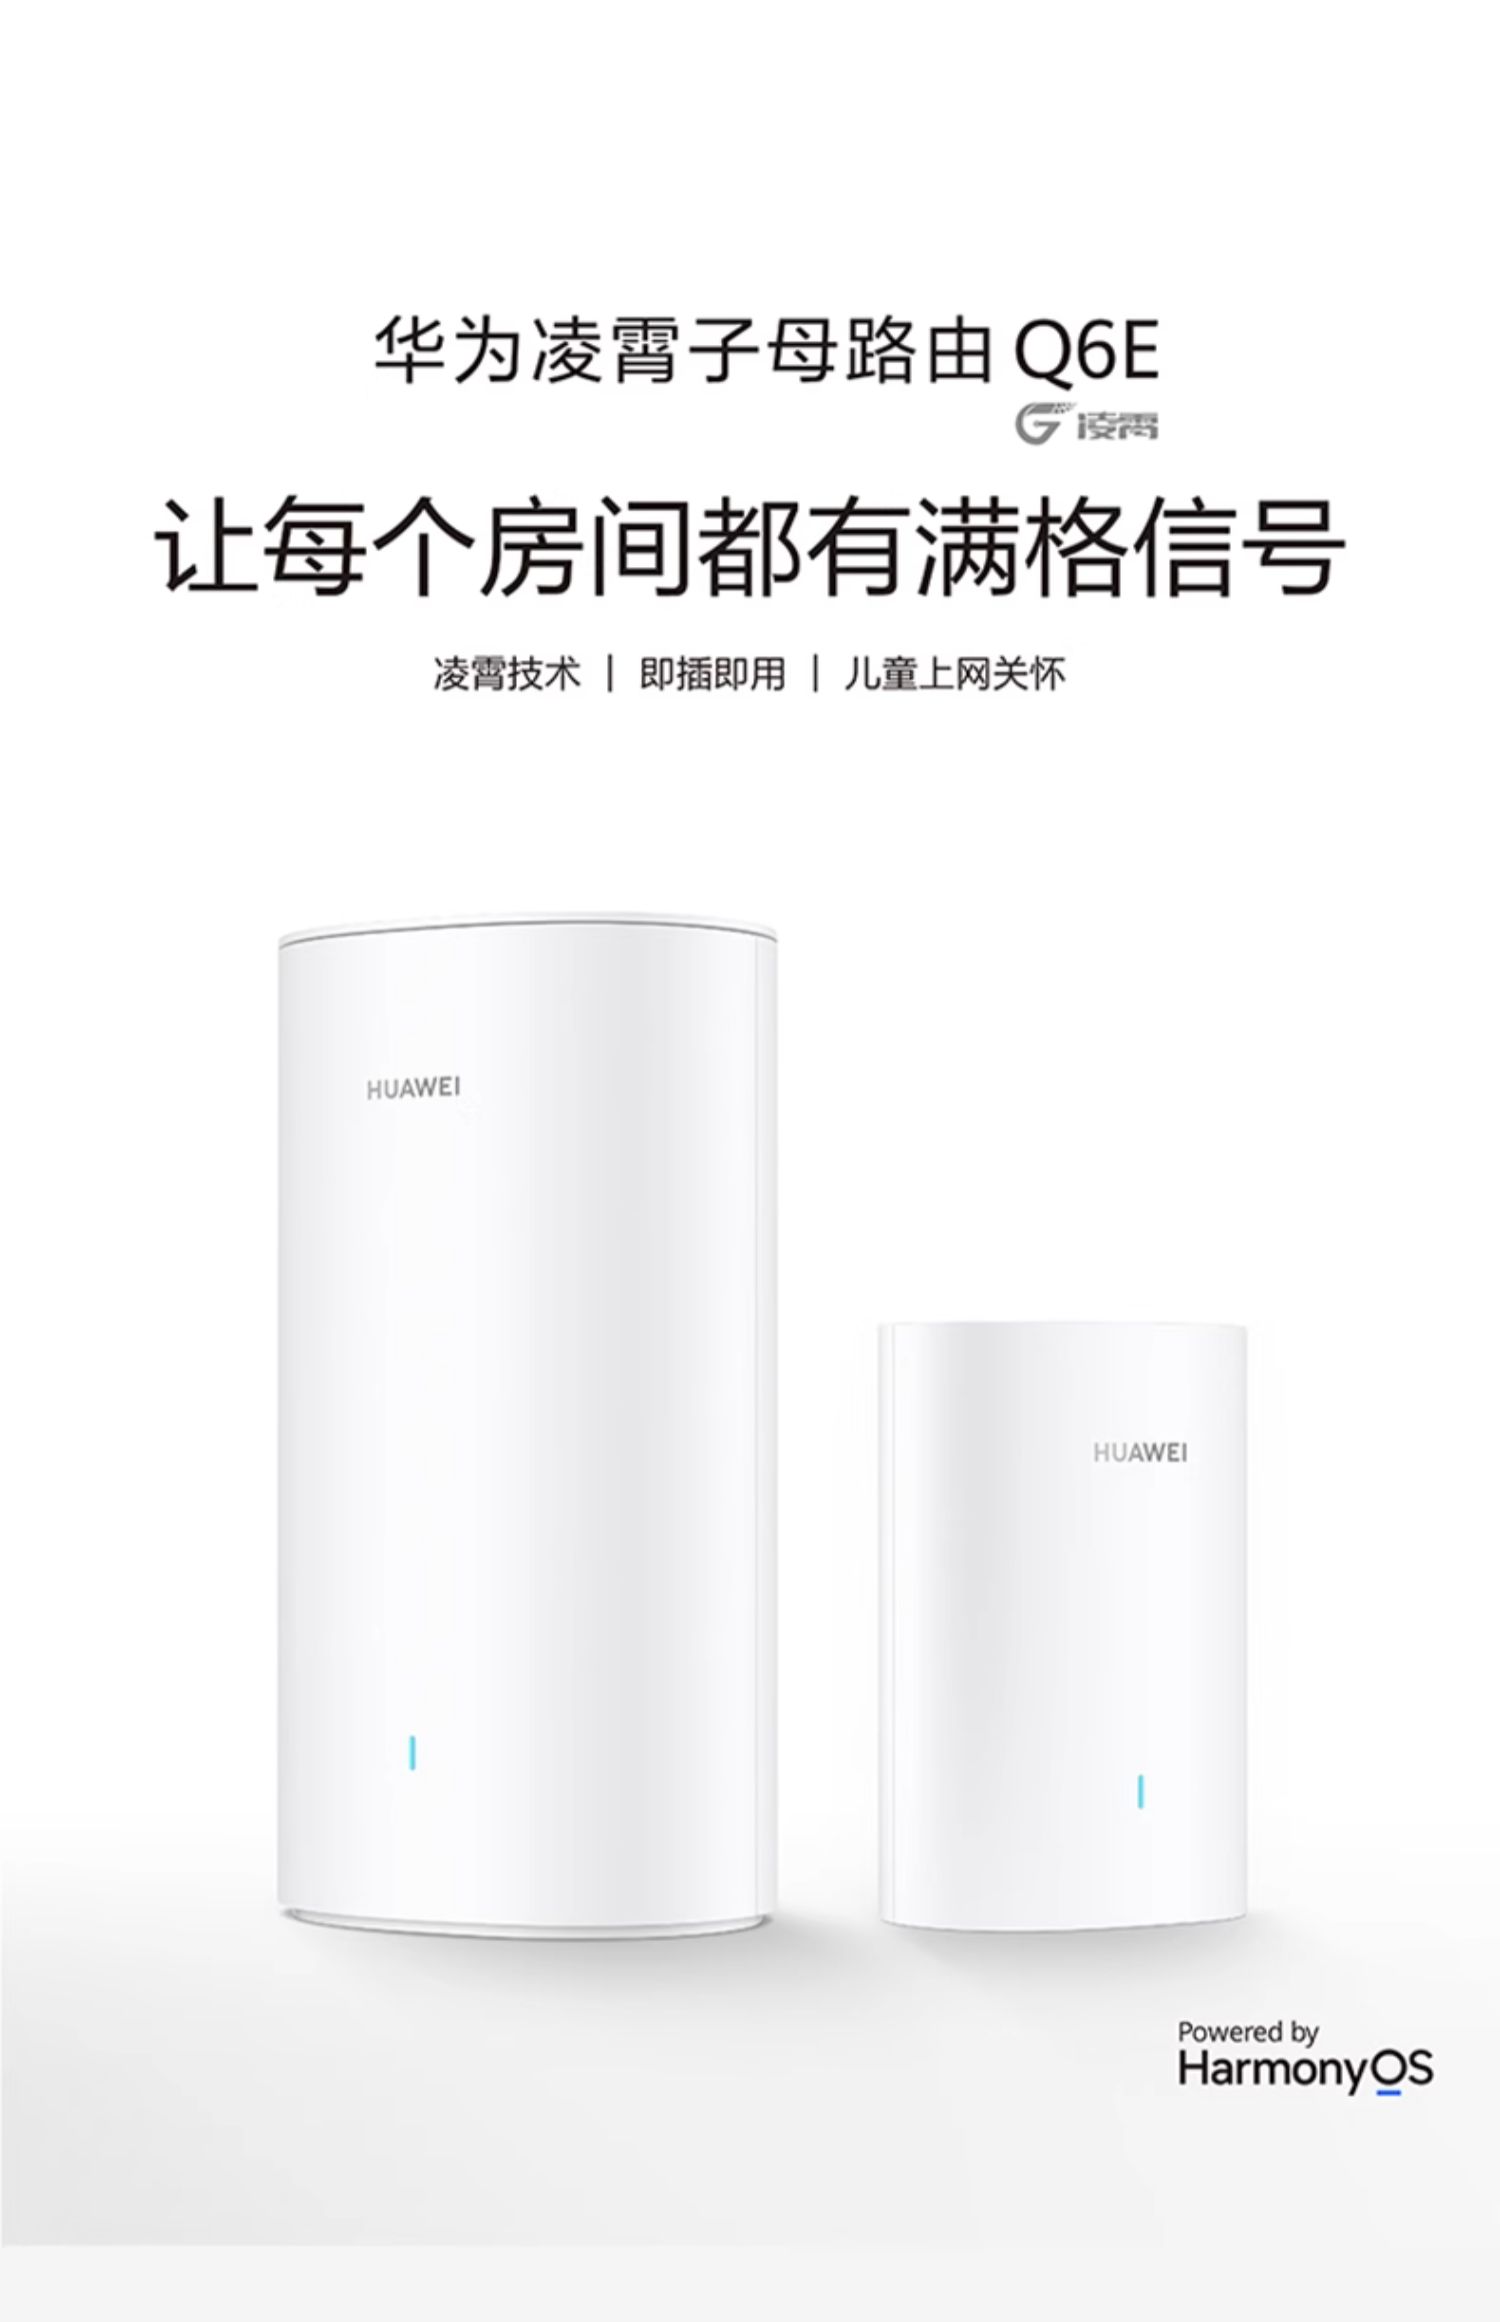 华为凌霄子母路由 Q6E
凌霄
让每个房间都有满格信号
凌霄技术 | 即插即用 | 儿童上网关怀
HUAWEI
HUAWEI
Powered by
HarmonyOS